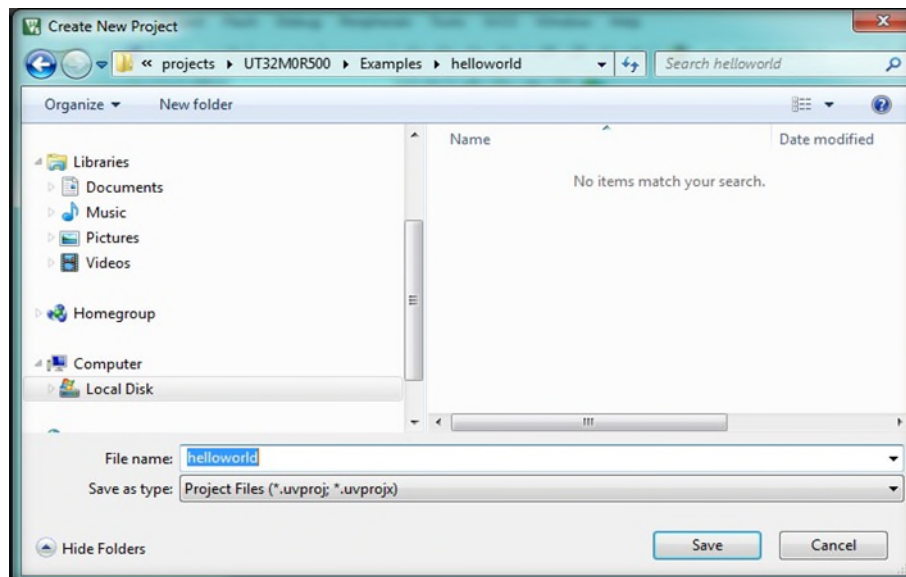 Create New Project
« projects ▸ UT32M0R500 ▸ Examples ▸ helloworld
Search helloworld
Organize
New folder
Name
Date modified
No items match your search.
Libraries
Documents
Music
Pictures
Videos
Homegroup
Computer
Local Disk
File name: helloworld
Save as type: Project Files (*.uvproj; *.uvprojx)
Hide Folders
Save
Cancel